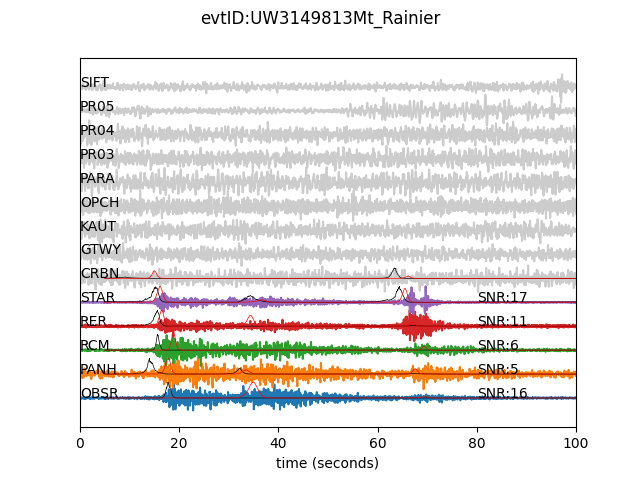 evtID:UW3149813Mt_Rainier
SIFT
PR05
PR04
PR03
PARA
OPCH
KAUT
GTWY
CRBN
STAR SNR:17
RER SNR:11
RCM SNR:6
PANH SNR:5
OBSR SNR:16
0 20 40 60 80 100
time (seconds)